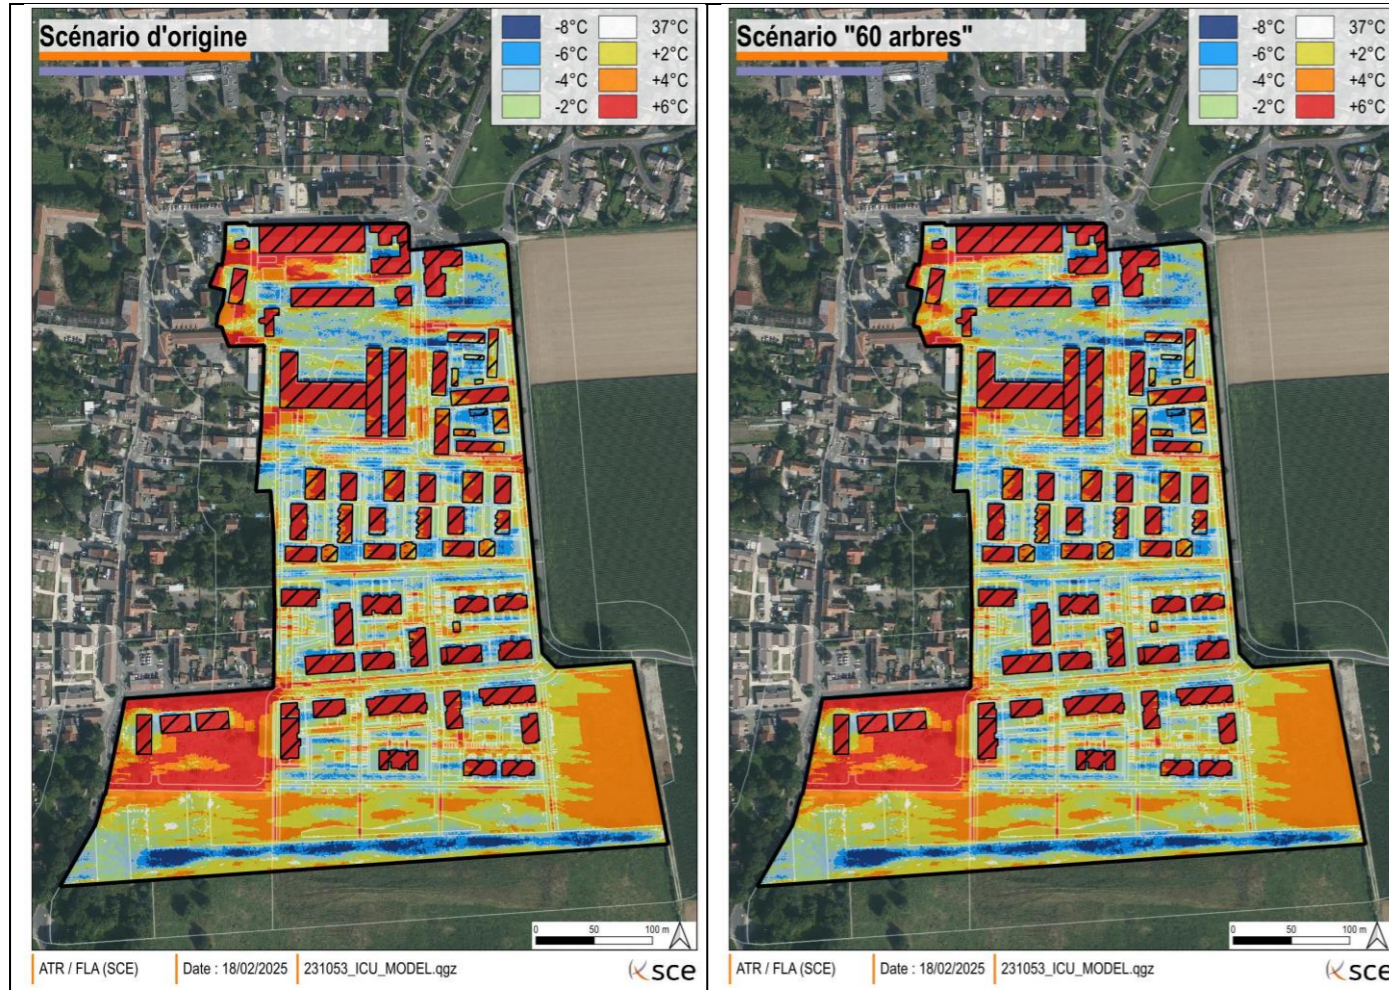 Scénario d'origine
-8°C 37°C
-6°C +2°C
-4°C +4°C
-2°C +6°C
0 50 100 m
ATR / FLA (SCE) Date : 18/02/2025 231053_ICU_MODEL.qgz sce
Scénario "60 arbres"
-8°C 37°C
-6°C +2°C
-4°C +4°C
-2°C +6°C
0 50 100 m
ATR / FLA (SCE) Date : 18/02/2025 231053_ICU_MODEL.qgz sce